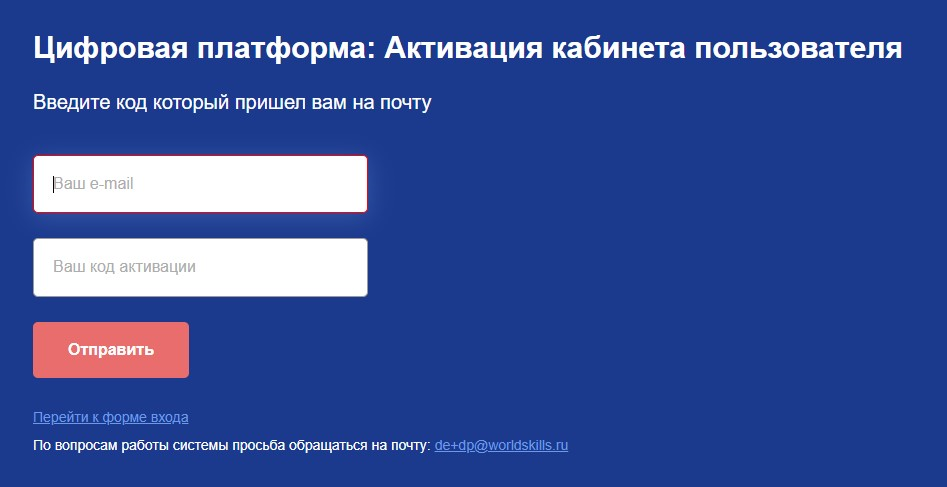 Цифровая платформа: Активация кабинета пользователя
Введите код который пришел вам на почту
Ваш e-mail
Ваш код активации
Отправить
Перейти к форме входа
По вопросам работы системы просьба обращаться на почту: de+dp@worldskills.ru